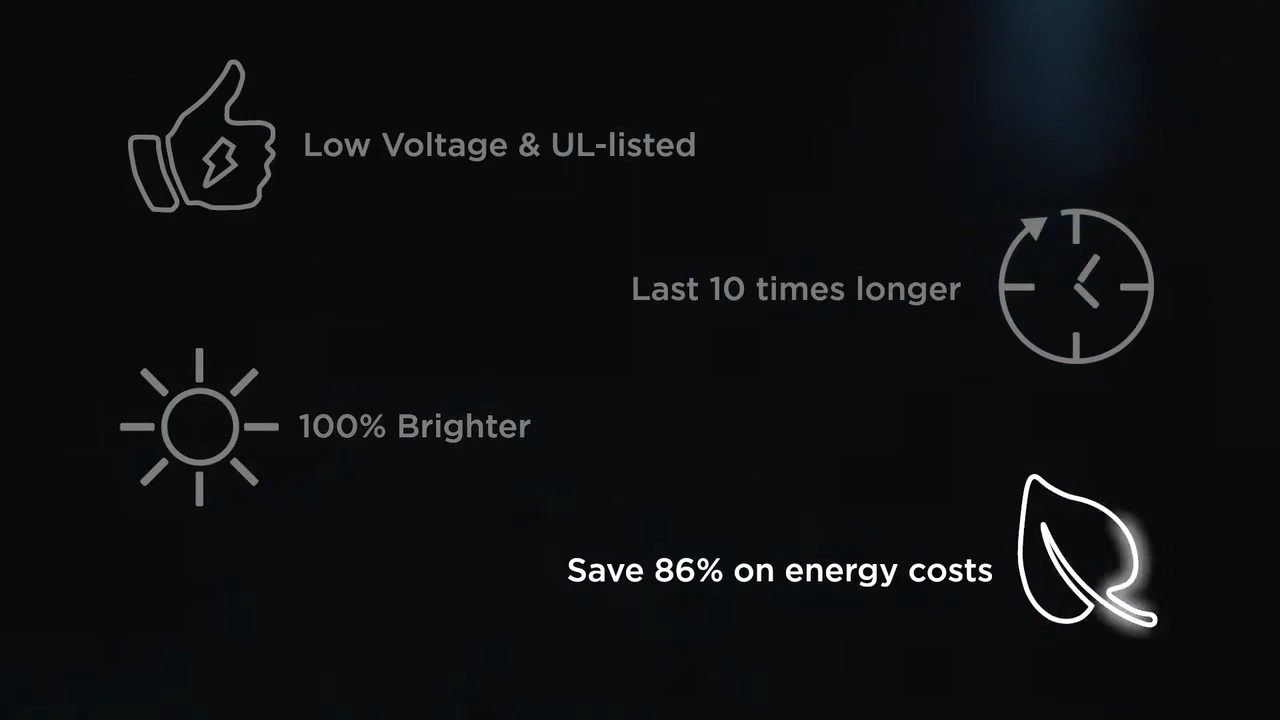 Low Voltage & UL-listed
Last 10 times longer
100% Brighter
Save 86% on energy costs